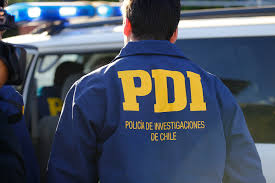 PDI
POLICÍA DE INVESTIGACIONES
DE CHILE